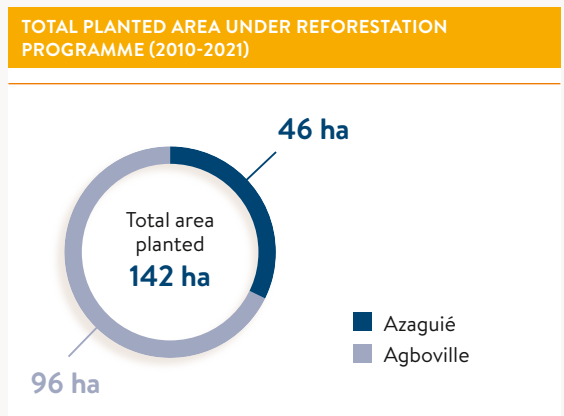 TOTAL PLANTED AREA UNDER REFORESTATION
PROGRAMME (2010-2021)
46 ha
Total area
planted
142 ha
Azaguié
Agboville
96 ha